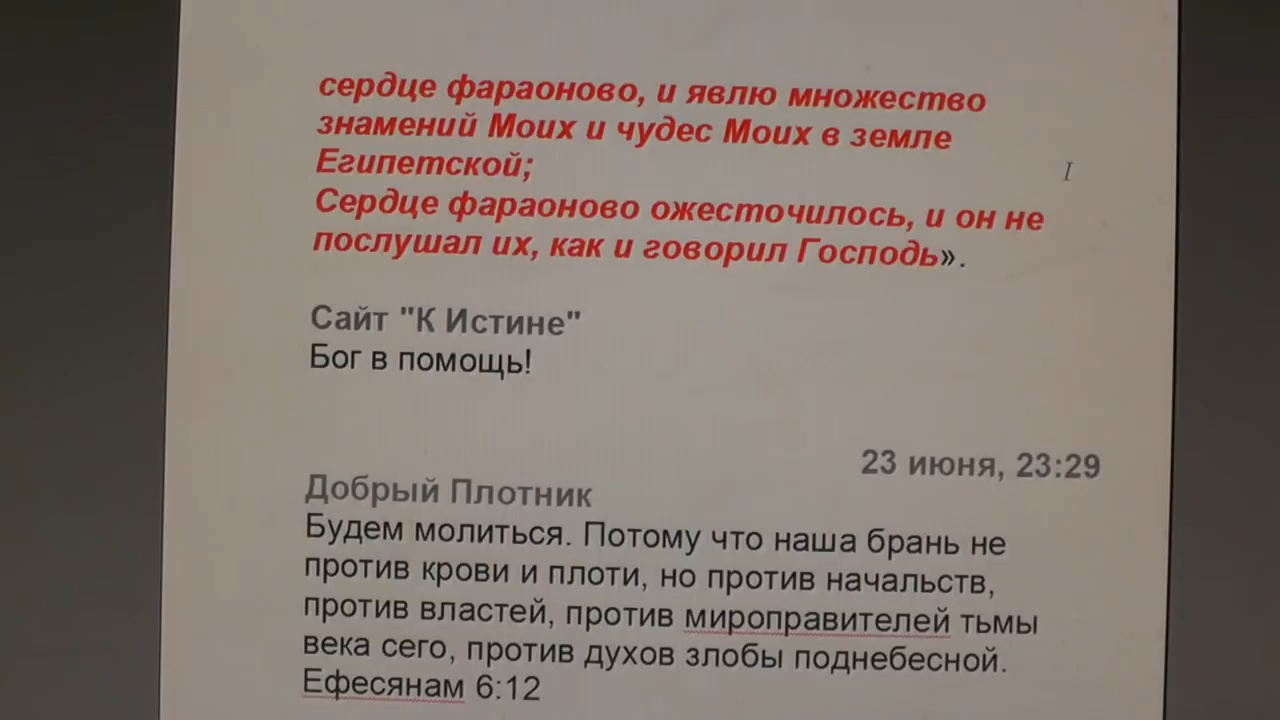 сердце фараоново, и явлю множество
знамений Моих и чудес Моих в земле
Египетской;
Сердце фараоново ожесточилось, и он не
послушал их, как и говорил Господь».
Сайт "К Истине"
Бог в помощь!
23 июня, 23:29
Добрый Плотник
Будем молиться. Потому что наша брань не
против крови и плоти, но против начальств,
против властей, против мироправителей тьмы
века сего, против духов злобы поднебесной.
Ефесянам 6:12